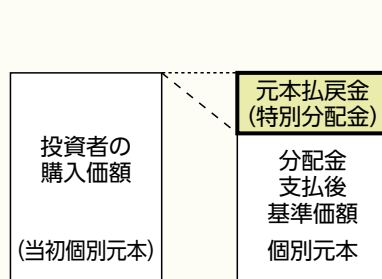 投資者の
購入価額
(当初個別元本)
元本払戻金
(特別分配金)
分配金
支払後
基準価額
個別元本